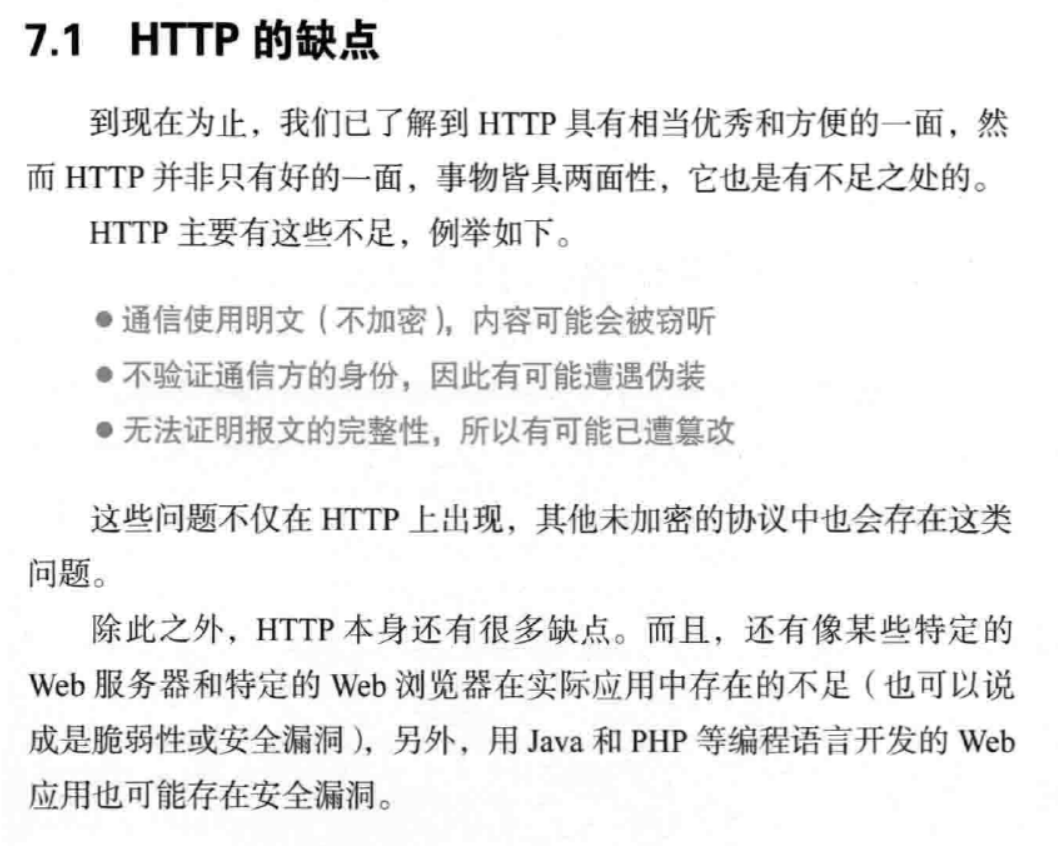 7.1 HTTP 的缺点
到现在为止，我们已了解到 HTTP 具有相当优秀和方便的一面，然
而 HTTP 并非只有好的一面，事物皆具两面性，它也是有不足之处的。
HTTP 主要有这些不足，例举如下。
● 通信使用明文（不加密），内容可能会被窃听
● 不验证通信方的身份，因此有可能遭遇伪装
● 无法证明报文的完整性，所以有可能已遭篡改
这些问题不仅在 HTTP 上出现，其他未加密的协议中也会存在这类
问题。
除此之外，HTTP 本身还有很多缺点。而且，还有像某些特定的
Web 服务器和特定的 Web 浏览器在实际应用中存在的不足（也可以说
成是脆弱性或安全漏洞），另外，用 Java 和 PHP 等编程语言开发的 Web
应用也可能存在安全漏洞。